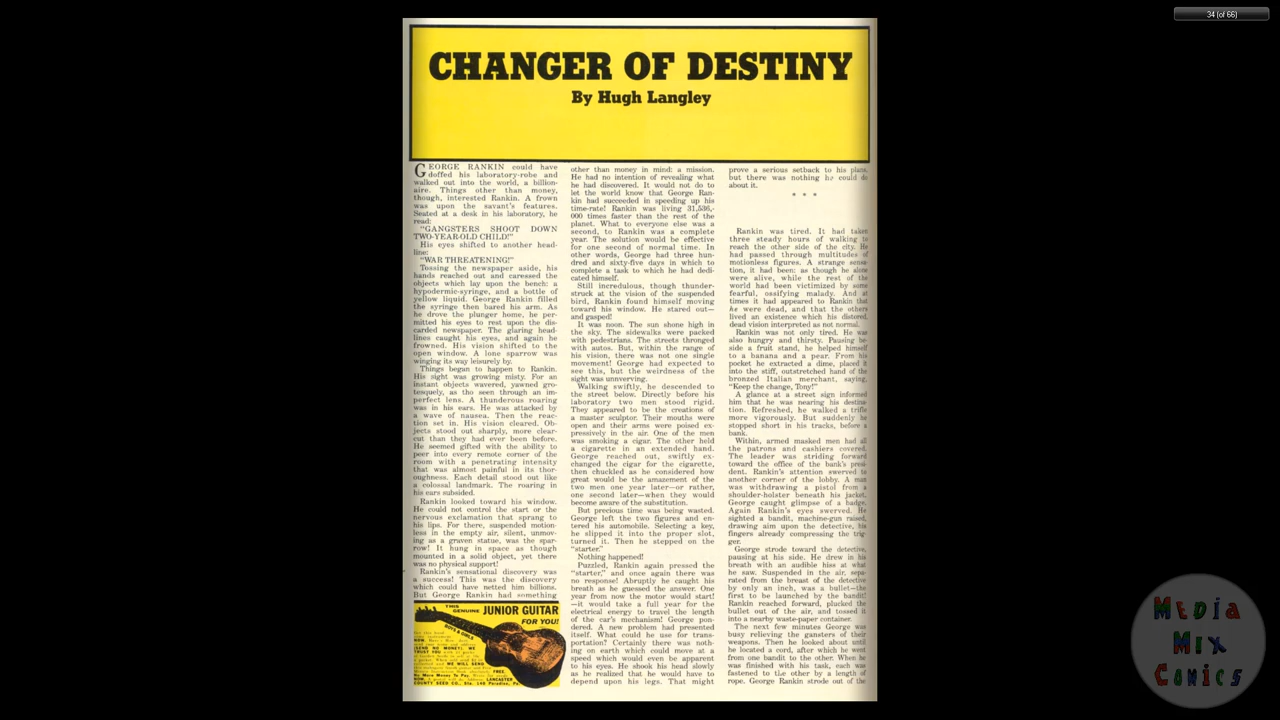 34 (of 66)
CHANGER OF DESTINY
By Hugh Langley
GEORGE RANKIN could have
doffed his laboratory-robe and
walked out into the world, a billion-
aire. Things other than money,
though, interested Rankin. A frown
was upon the savant's features.
Seated at a desk in his laboratory, he
read:
"GANGSTERS SHOOT DOWN
TWO-YEAR-OLD CHILD!"
His eyes shifted to another head-
line:
"WAR THREATENING!"
Tossing the newspaper aside, his
hands reached out and caressed the
objects which lay upon the bench: a
hypodermic-syringe, and a bottle of
yellow liquid. George Rankin filled
the syringe then bared his arm. As
he drove the plunger home, he per-
mitted his eyes to rest upon the dis-
carded newspaper. The glaring head-
lines caught his eyes, and again he
frowned. His vision shifted to the
open window. A lone sparrow was
winging its way leisurely by.
Things began to happen to Rankin.
His sight was growing misty. For an
instant objects wavered, yawned gro-
tesquely, as tho seen through an im-
perfect lens. A thunderous roaring
was in his ears. He was attacked by
a wave of nausea. Then the reac-
tion set in. His vision cleared. Ob-
jects stood out sharply, more clear-
cut than they had ever been before.
He seemed gifted with the ability to
peer into every remote corner of the
room with a penetrating intensity
that was almost painful in its thor-
oughness. Each detail stood out like
a colossal landmark. The roaring in
his ears subsided.
Rankin looked toward his window.
He could not control the start or the
nervous exclamation that sprang to
his lips. For there, suspended motion-
less in the empty air, silent, unmov-
ing as a graven statue, was the spar-
row! It hung in space as though
mounted in a solid object, yet there
was no physical support!
Rankin's sensational discovery was
a success! This was the discovery
which could have netted him billions.
But George Rankin had something
THIS
GENUINE JUNIOR GUITAR
FOR YOU!
BOYS & GIRLS
LANCASTER
COUNTY SEED CO., Sta. 140 Paradise, Pa.
other than money in mind: a mission.
He had no intention of revealing what
he had discovered. It would not do to
let the world know that George Ran-
kin had succeeded in speeding up his
time-rate! Rankin was living 31,536,-
000 times faster than the rest of the
planet. What to everyone else was a
second, to Rankin was a complete
year. The solution would be effective
for one second of normal time. In
other words, George had three hun-
dred and sixty-five days in which to
complete a task to which he had dedi-
cated himself.
Still incredulous, though thunder-
struck at the vision of the suspended
bird, Rankin found himself moving
toward his window. He stared out—
and gasped!
It was noon. The sun shone high in
the sky. The sidewalks were packed
with pedestrians. The streets thronged
with autos. But, within the range of
his vision, there was not one single
movement! George had expected to
see this, but the weirdness of the
sight was unnverving.
Walking swiftly, he descended to
the street below. Directly before his
laboratory two men stood rigid.
They appeared to be the creations of
a master sculptor. Their mouths were
open and their arms were poised ex-
pressively in the air. One of the men
was smoking a cigar. The other held
a cigarette in an extended hand.
George reached out, swiftly ex-
changed the cigar for the cigarette,
then chuckled as he considered how
great would be the amazement of the
two men one year later—or rather,
one second later—when they would
become aware of the substitution.
But precious time was being wasted.
George left the two figures and en-
tered his automobile. Selecting a key,
he slipped it into the proper slot,
turned it. Then he stepped on the
"starter."
Nothing happened!
Puzzled, Rankin again pressed the
"starter," and once again there was
no response! Abruptly he caught his
breath as he guessed the answer. One
year from now the motor would start!
—it would take a full year for the
electrical energy to travel the length
of the car's mechanism! George pon-
dered. A new problem had presented
itself. What could he use for trans-
portation? Certainly there was noth-
ing on earth which could move at a
speed which would even be apparent
to his eyes. He shook his head slowly
as he realized that he would have to
depend upon his legs. That might
prove a serious setback to his plans,
but there was nothing he could do
about it.
* * *
Rankin was tired. It had taken
three steady hours of walking to
reach the other side of the city. He
had passed through multitudes of
motionless figures. A strange sensa-
tion, it had been: as though he alone
were alive, while the rest of the
world had been victimized by some
fearful, ossifying malady. And at
times it had appeared to Rankin that
he were dead, and that the others
lived an existence which his distored,
dead vision interpreted as not normal.
Rankin was not only tired. He was
also hungry and thirsty. Pausing be-
side a fruit stand, he helped himself
to a banana and a pear. From his
pocket he extracted a dime, placed it
into the stiff, outstretched hand of the
bronzed Italian merchant, saying,
"Keep the change, Tony!"
A glance at a street sign informed
him that he was nearing his destina-
tion. Refreshed, he walked a trifle
more vigorously. But suddenly he
stopped short in his tracks, before a
bank.
Within, armed masked men had all
the patrons and cashiers covered.
The leader was striding forward
toward the office of the bank's presi-
dent. Rankin's attention swerved to
another corner of the lobby. A man
was withdrawing a pistol from a
shoulder-holster beneath his jacket.
George caught glimpse of a badge.
Again Rankin's eyes swerved. He
sighted a bandit, machine-gun raised,
drawing aim upon the detective, his
fingers already compressing the trig-
ger.
George strode toward the detective,
pausing at his side. He drew in his
breath with an audible hiss at what
he saw. Suspended in the air, sepa-
rated from the breast of the detective
by only an inch, was a bullet—the
first to be launched by the bandit!
Rankin reached forward, plucked the
bullet out of the air, and tossed it
into a nearby waste-paper container.
The next few minutes George was
busy relieving the gansters of their
weapons. Then he looked about until
he located a cord, after which he went
from one bandit to the other. When he
was finished with his task, each was
fastened to the other by a length of
rope. George Rankin strode out of the
MEDIA
MIX
COMICS